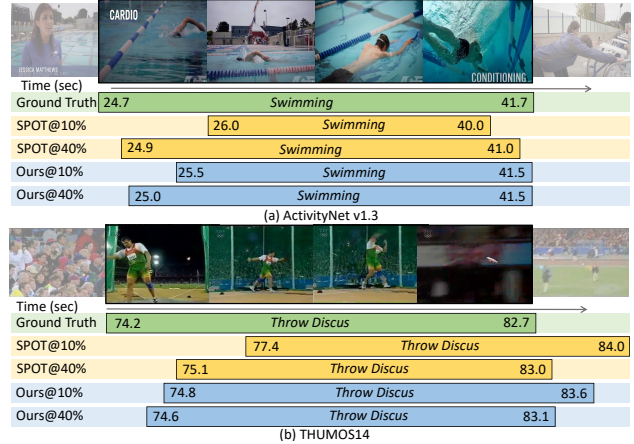 CARDIO
JESSICA MATTHEWS
CONDITIONING
Time (sec)
Ground Truth 24.7 Swimming 41.7
SPOT@10% 26.0 Swimming 40.0
SPOT@40% 24.9 Swimming 41.0
Ours@10% 25.5 Swimming 41.5
Ours@40% 25.0 Swimming 41.5
(a) ActivityNet v1.3
Time (sec)
Ground Truth 74.2 Throw Discus 82.7
SPOT@10% 77.4 Throw Discus 84.0
SPOT@40% 75.1 Throw Discus 83.0
Ours@10% 74.8 Throw Discus 83.6
Ours@40% 74.6 Throw Discus 83.1
(b) THUMOS14